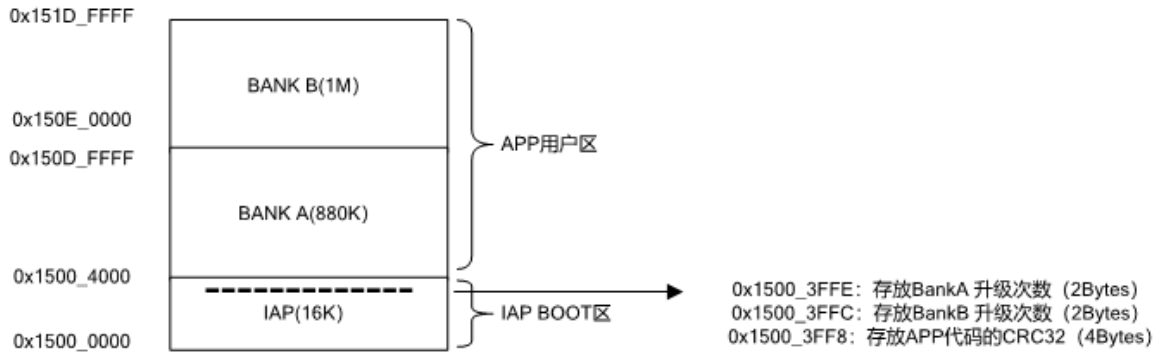 0x151D_FFFF
BANK B(1M)
0x150E_0000
APP用户区
0x150D_FFFF
BANK A(880K)
0x1500_4000
IAP(16K)
IAP BOOT区
0x1500_0000
0x1500_3FFE：存放BankA 升级次数（2Bytes）
0x1500_3FFC：存放BankB 升级次数（2Bytes）
0x1500_3FF8：存放APP代码的CRC32（4Bytes）